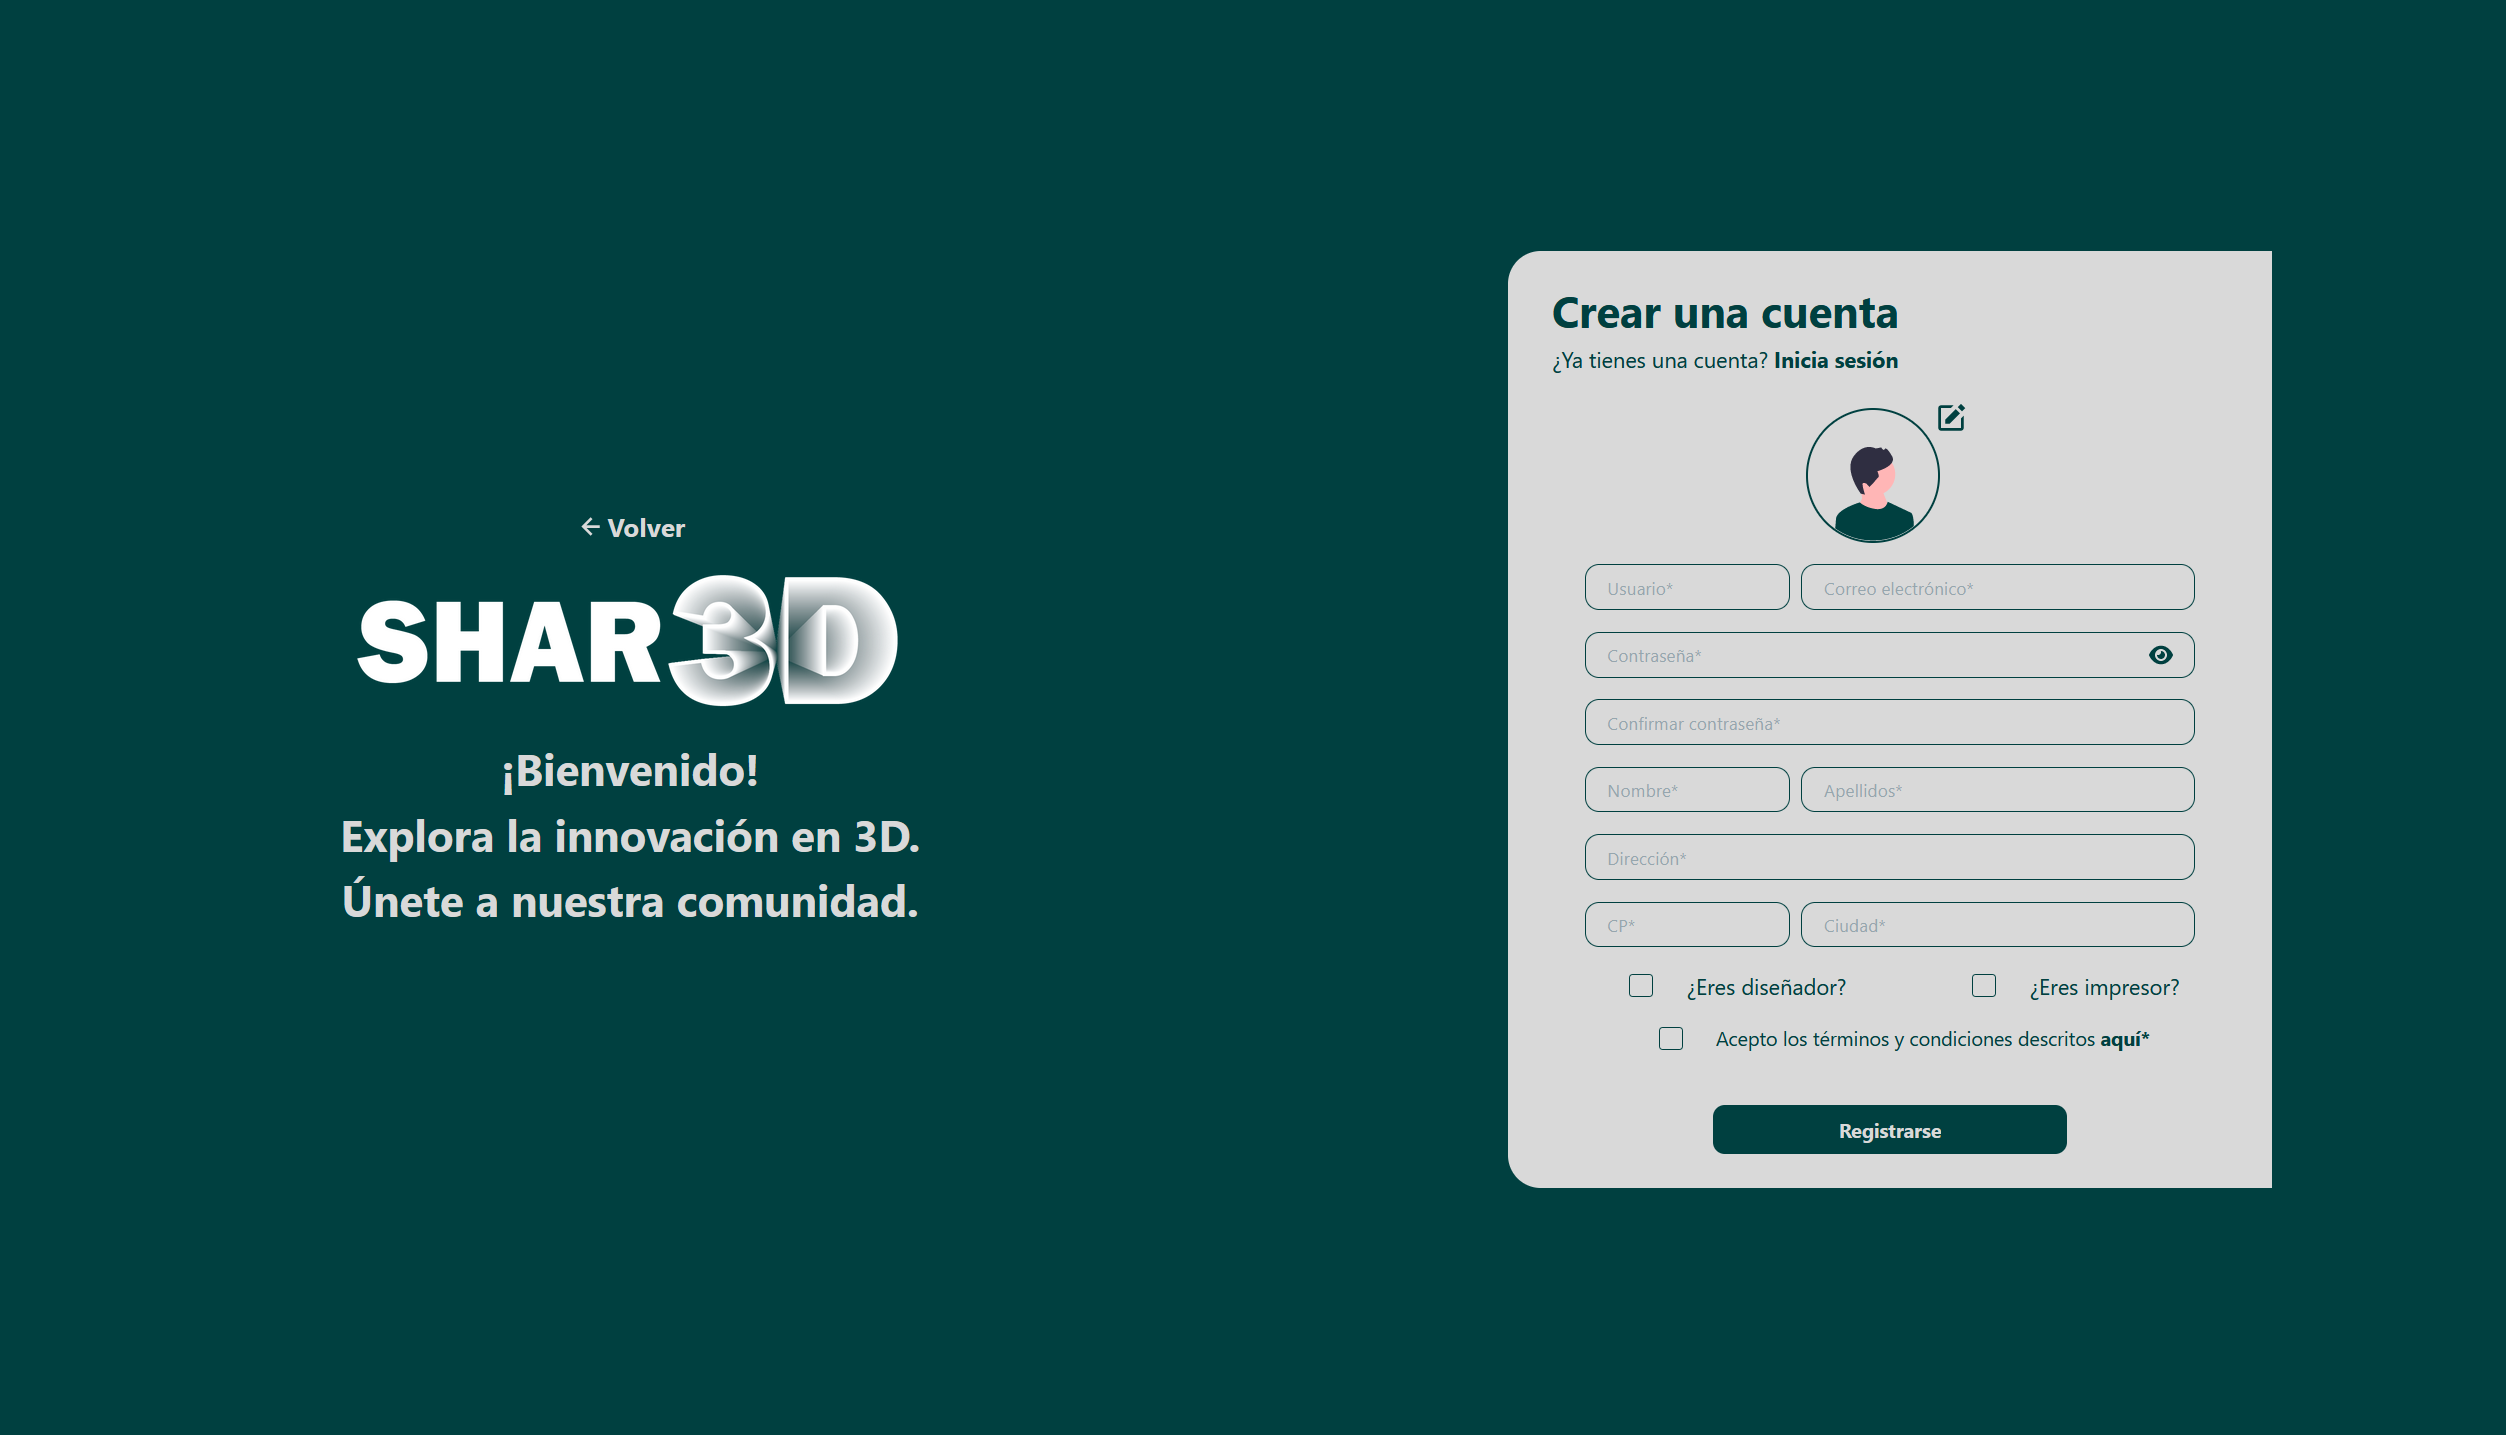 Volver
SHAR3D
¡Bienvenido!
Explora la innovación en 3D.
Únete a nuestra comunidad.
Crear una cuenta
¿Ya tienes una cuenta? Inicia sesión
Usuario* Correo electrónico*
Contraseña*
Confirmar contraseña*
Nombre* Apellidos*
Dirección*
CP* Ciudad*
¿Eres diseñador? ¿Eres impresor?
Acepto los términos y condiciones descritos aquí*
Registrarse